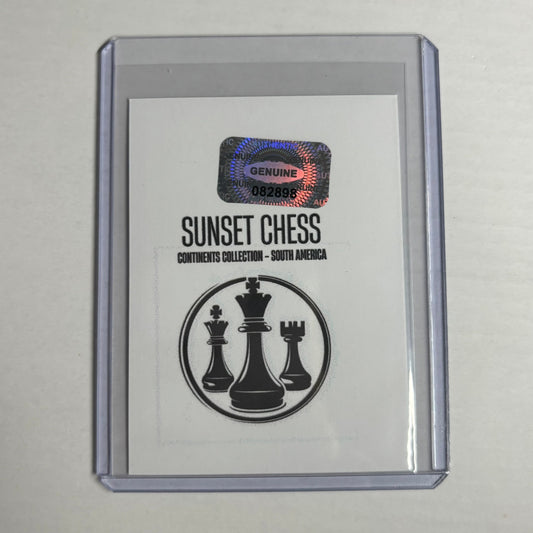 GENUINE
082898
SUNSET CHESS
CONTINENTS COLLECTION - SOUTH AMERICA